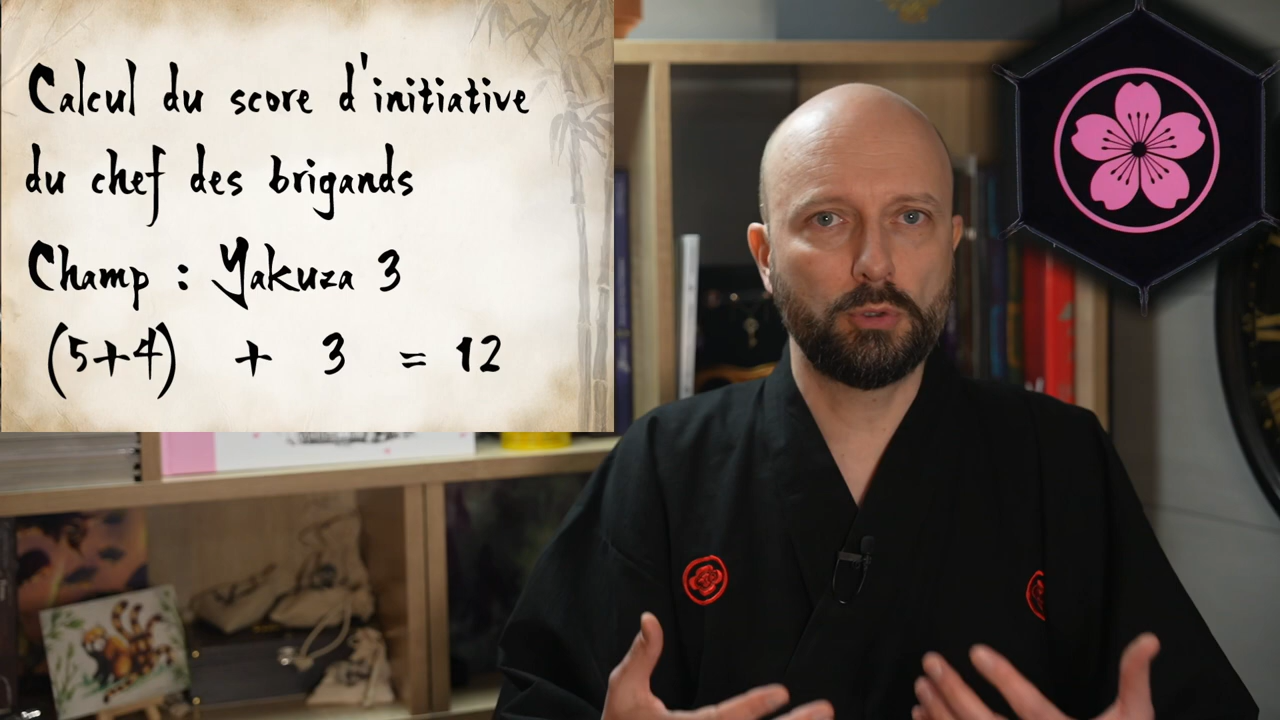 Calcul du score d'initiative
du chef des brigands
Champ : Yakuza 3
(5+4) + 3 = 12